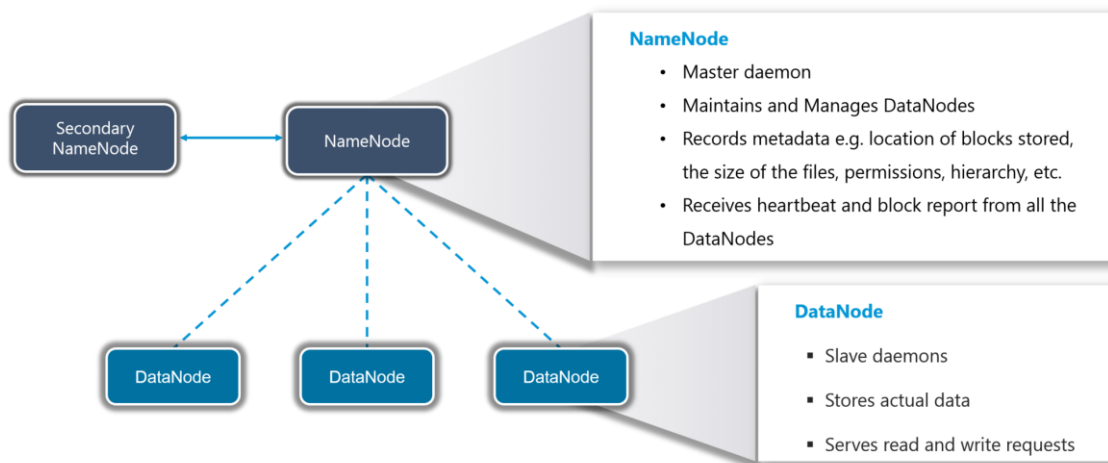 NameNode
• Master daemon
• Maintains and Manages DataNodes
• Records metadata e.g. location of blocks stored,
the size of the files, permissions, hierarchy, etc.
• Receives heartbeat and block report from all the
DataNodes
Secondary
NameNode
NameNode
DataNode
DataNode
DataNode
DataNode
▪ Slave daemons
▪ Stores actual data
▪ Serves read and write requests